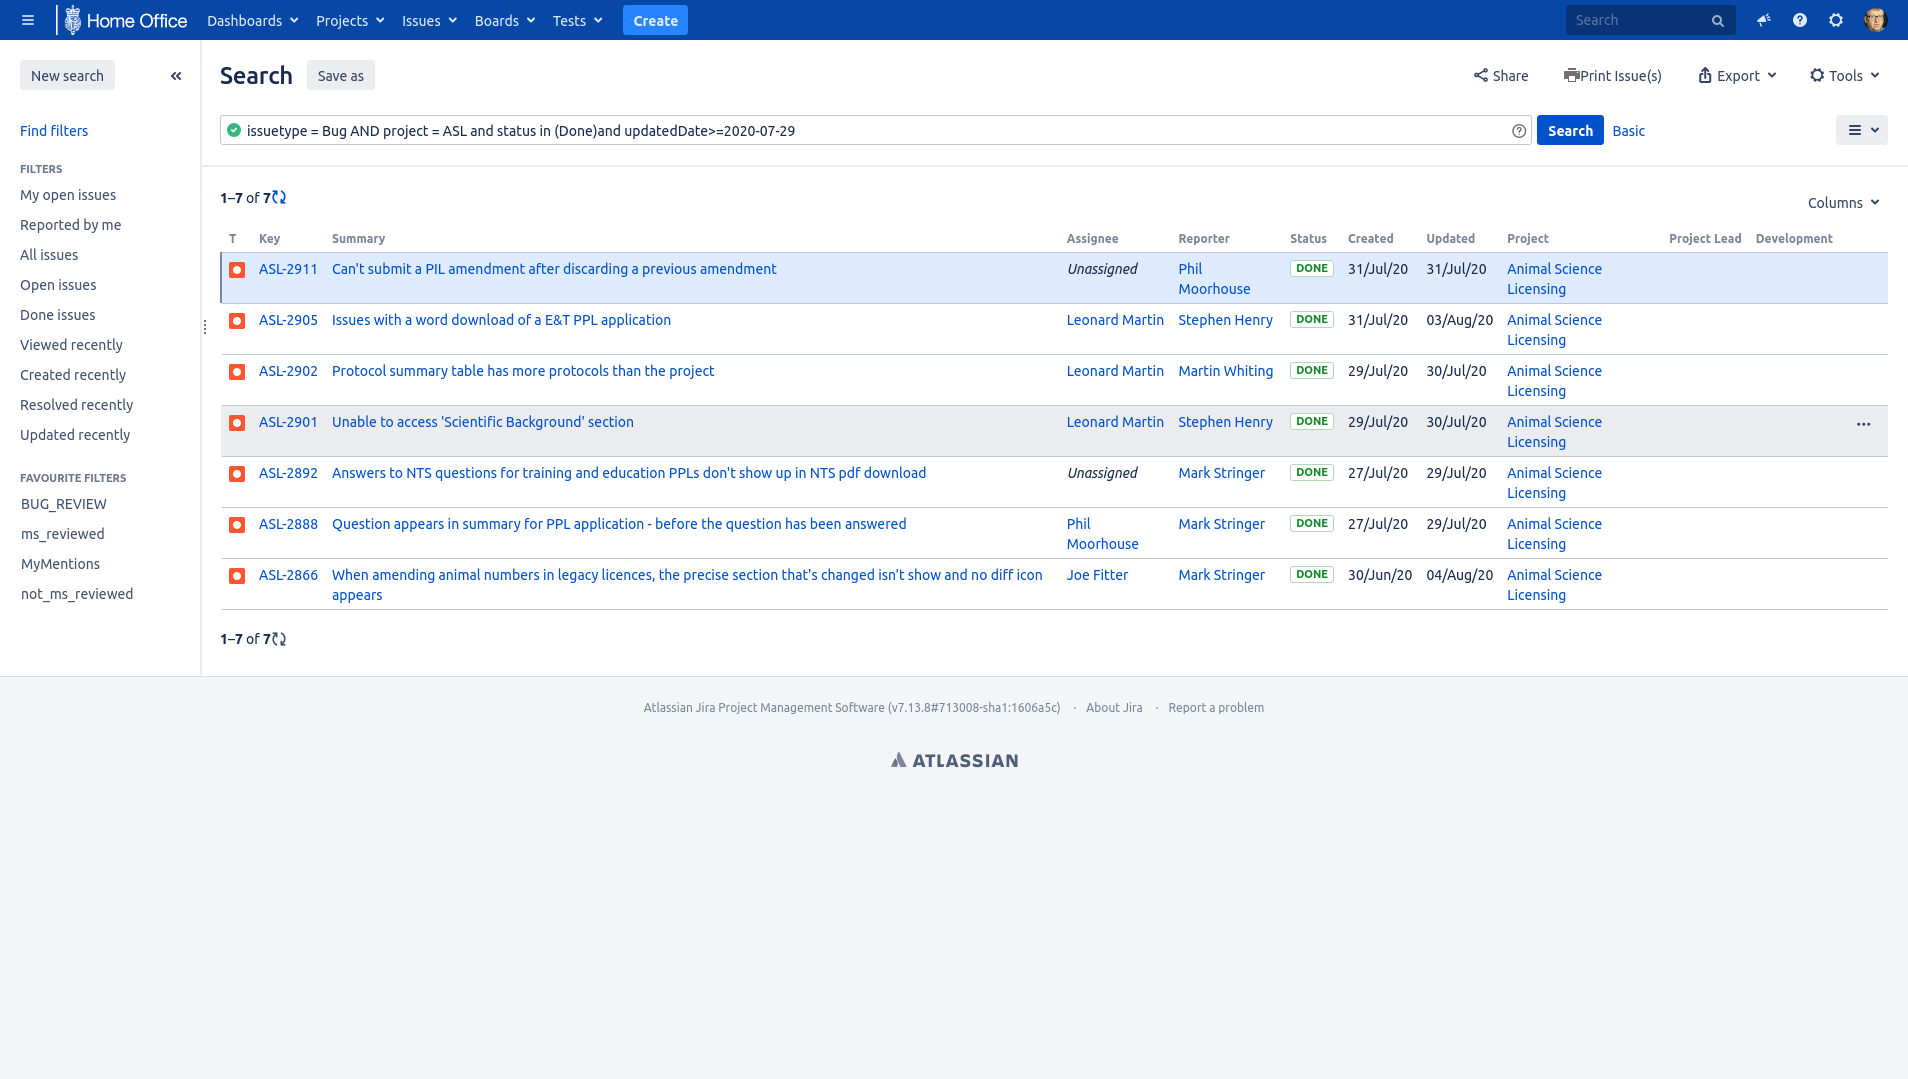 Home Office Dashboards Projects Issues Boards Tests Create Search
New search
Search Save as Share Print Issue(s) Export Tools
Find filters
issuetype = Bug AND project = ASL and status in (Done)and updatedDate>=2020-07-29 Search Basic
FILTERS
My open issues
Reported by me
All issues
Open issues
Done issues
Viewed recently
Created recently
Resolved recently
Updated recently
FAVOURITE FILTERS
BUG_REVIEW
ms_reviewed
MyMentions
not_ms_reviewed
1–7 of 7
Columns
T Key Summary Assignee Reporter Status Created Updated Project Project Lead Development
ASL-2911 Can't submit a PIL amendment after discarding a previous amendment Unassigned Phil DONE 31/Jul/20 31/Jul/20 Animal Science
Moorhouse Licensing
ASL-2905 Issues with a word download of a E&T PPL application Leonard Martin Stephen Henry DONE 31/Jul/20 03/Aug/20 Animal Science
Licensing
ASL-2902 Protocol summary table has more protocols than the project Leonard Martin Martin Whiting DONE 29/Jul/20 30/Jul/20 Animal Science
Licensing
ASL-2901 Unable to access 'Scientific Background' section Leonard Martin Stephen Henry DONE 29/Jul/20 30/Jul/20 Animal Science
Licensing
ASL-2892 Answers to NTS questions for training and education PPLs don't show up in NTS pdf download Unassigned Mark Stringer DONE 27/Jul/20 29/Jul/20 Animal Science
Licensing
ASL-2888 Question appears in summary for PPL application - before the question has been answered Phil Mark Stringer DONE 27/Jul/20 29/Jul/20 Animal Science
Moorhouse Licensing
ASL-2866 When amending animal numbers in legacy licences, the precise section that's changed isn't show and no diff icon Joe Fitter Mark Stringer DONE 30/Jun/20 04/Aug/20 Animal Science
appears Licensing
1–7 of 7
Atlassian Jira Project Management Software (v7.13.8#713008-sha1:1606a5c) · About Jira · Report a problem
ATLASSIAN